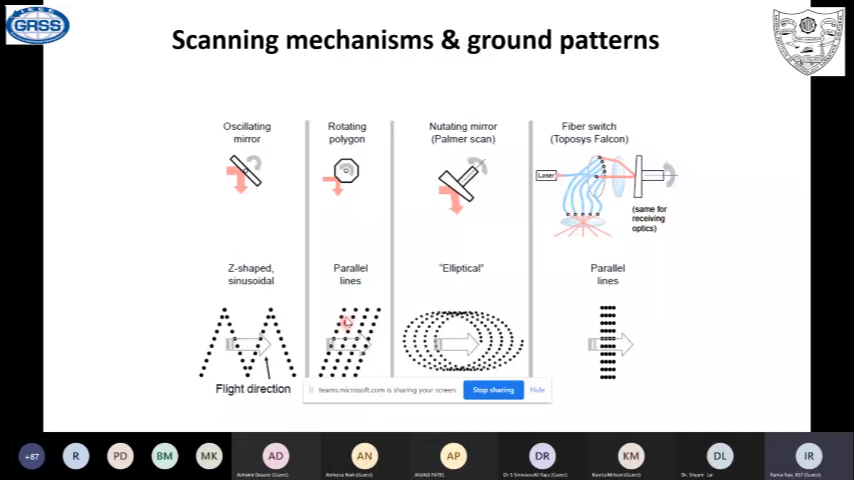 GRSS
Scanning mechanisms & ground patterns
Oscillating
mirror
Rotating
polygon
Nutating mirror
(Palmer scan)
Fiber switch
(Toposys Falcon)
Laser
(same for
receiving
optics)
Z-shaped,
sinusoidal
Parallel
lines
"Elliptical"
Parallel
lines
Flight direction
teams.microsoft.com is sharing your screen.
Stop sharing
Hide
+87
R
PD
BM
MK
AD
AN
AP
DR
KM
DL
IR
ANJALI PATEL